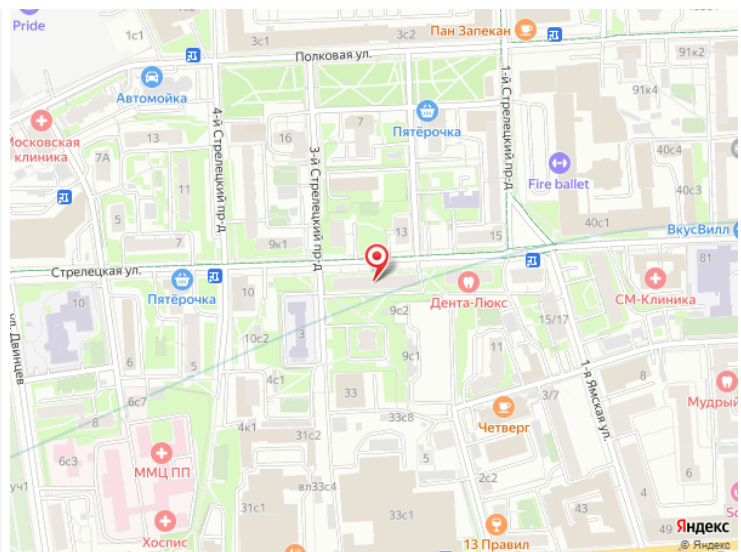 Pride
1с1
3с1
3с2
Пан Запекан
Полковая ул.
91к2
Автомойка
91к4
Московская
клиника
13
16
7
Пятёрочка
1-й Стрелецкий пр-д
4-й Стрелецкий пр-д
3-й Стрелецкий пр-д
40с4
7А
Fire ballet
11
40с3
5
13
40с1
7
9к1
15
ВкусВилл
Стрелецкая ул.
81
Пятёрочка
10
10
Дента-Люкс
СМ-Клиника
9с2
15/17
ул. Двинцев
10с2
3
11
9с1
6
4с1
1-я Ямская ул.
8
6с7
33
3/7
Мудрый
33с8
Четверг
4к1
31с2
6с3
5
4
6
ММЦ ПП
2с2
вл33с4
31с1
33с1
43
Хоспис
13 Правил
49
Яндекс
© Яндекс